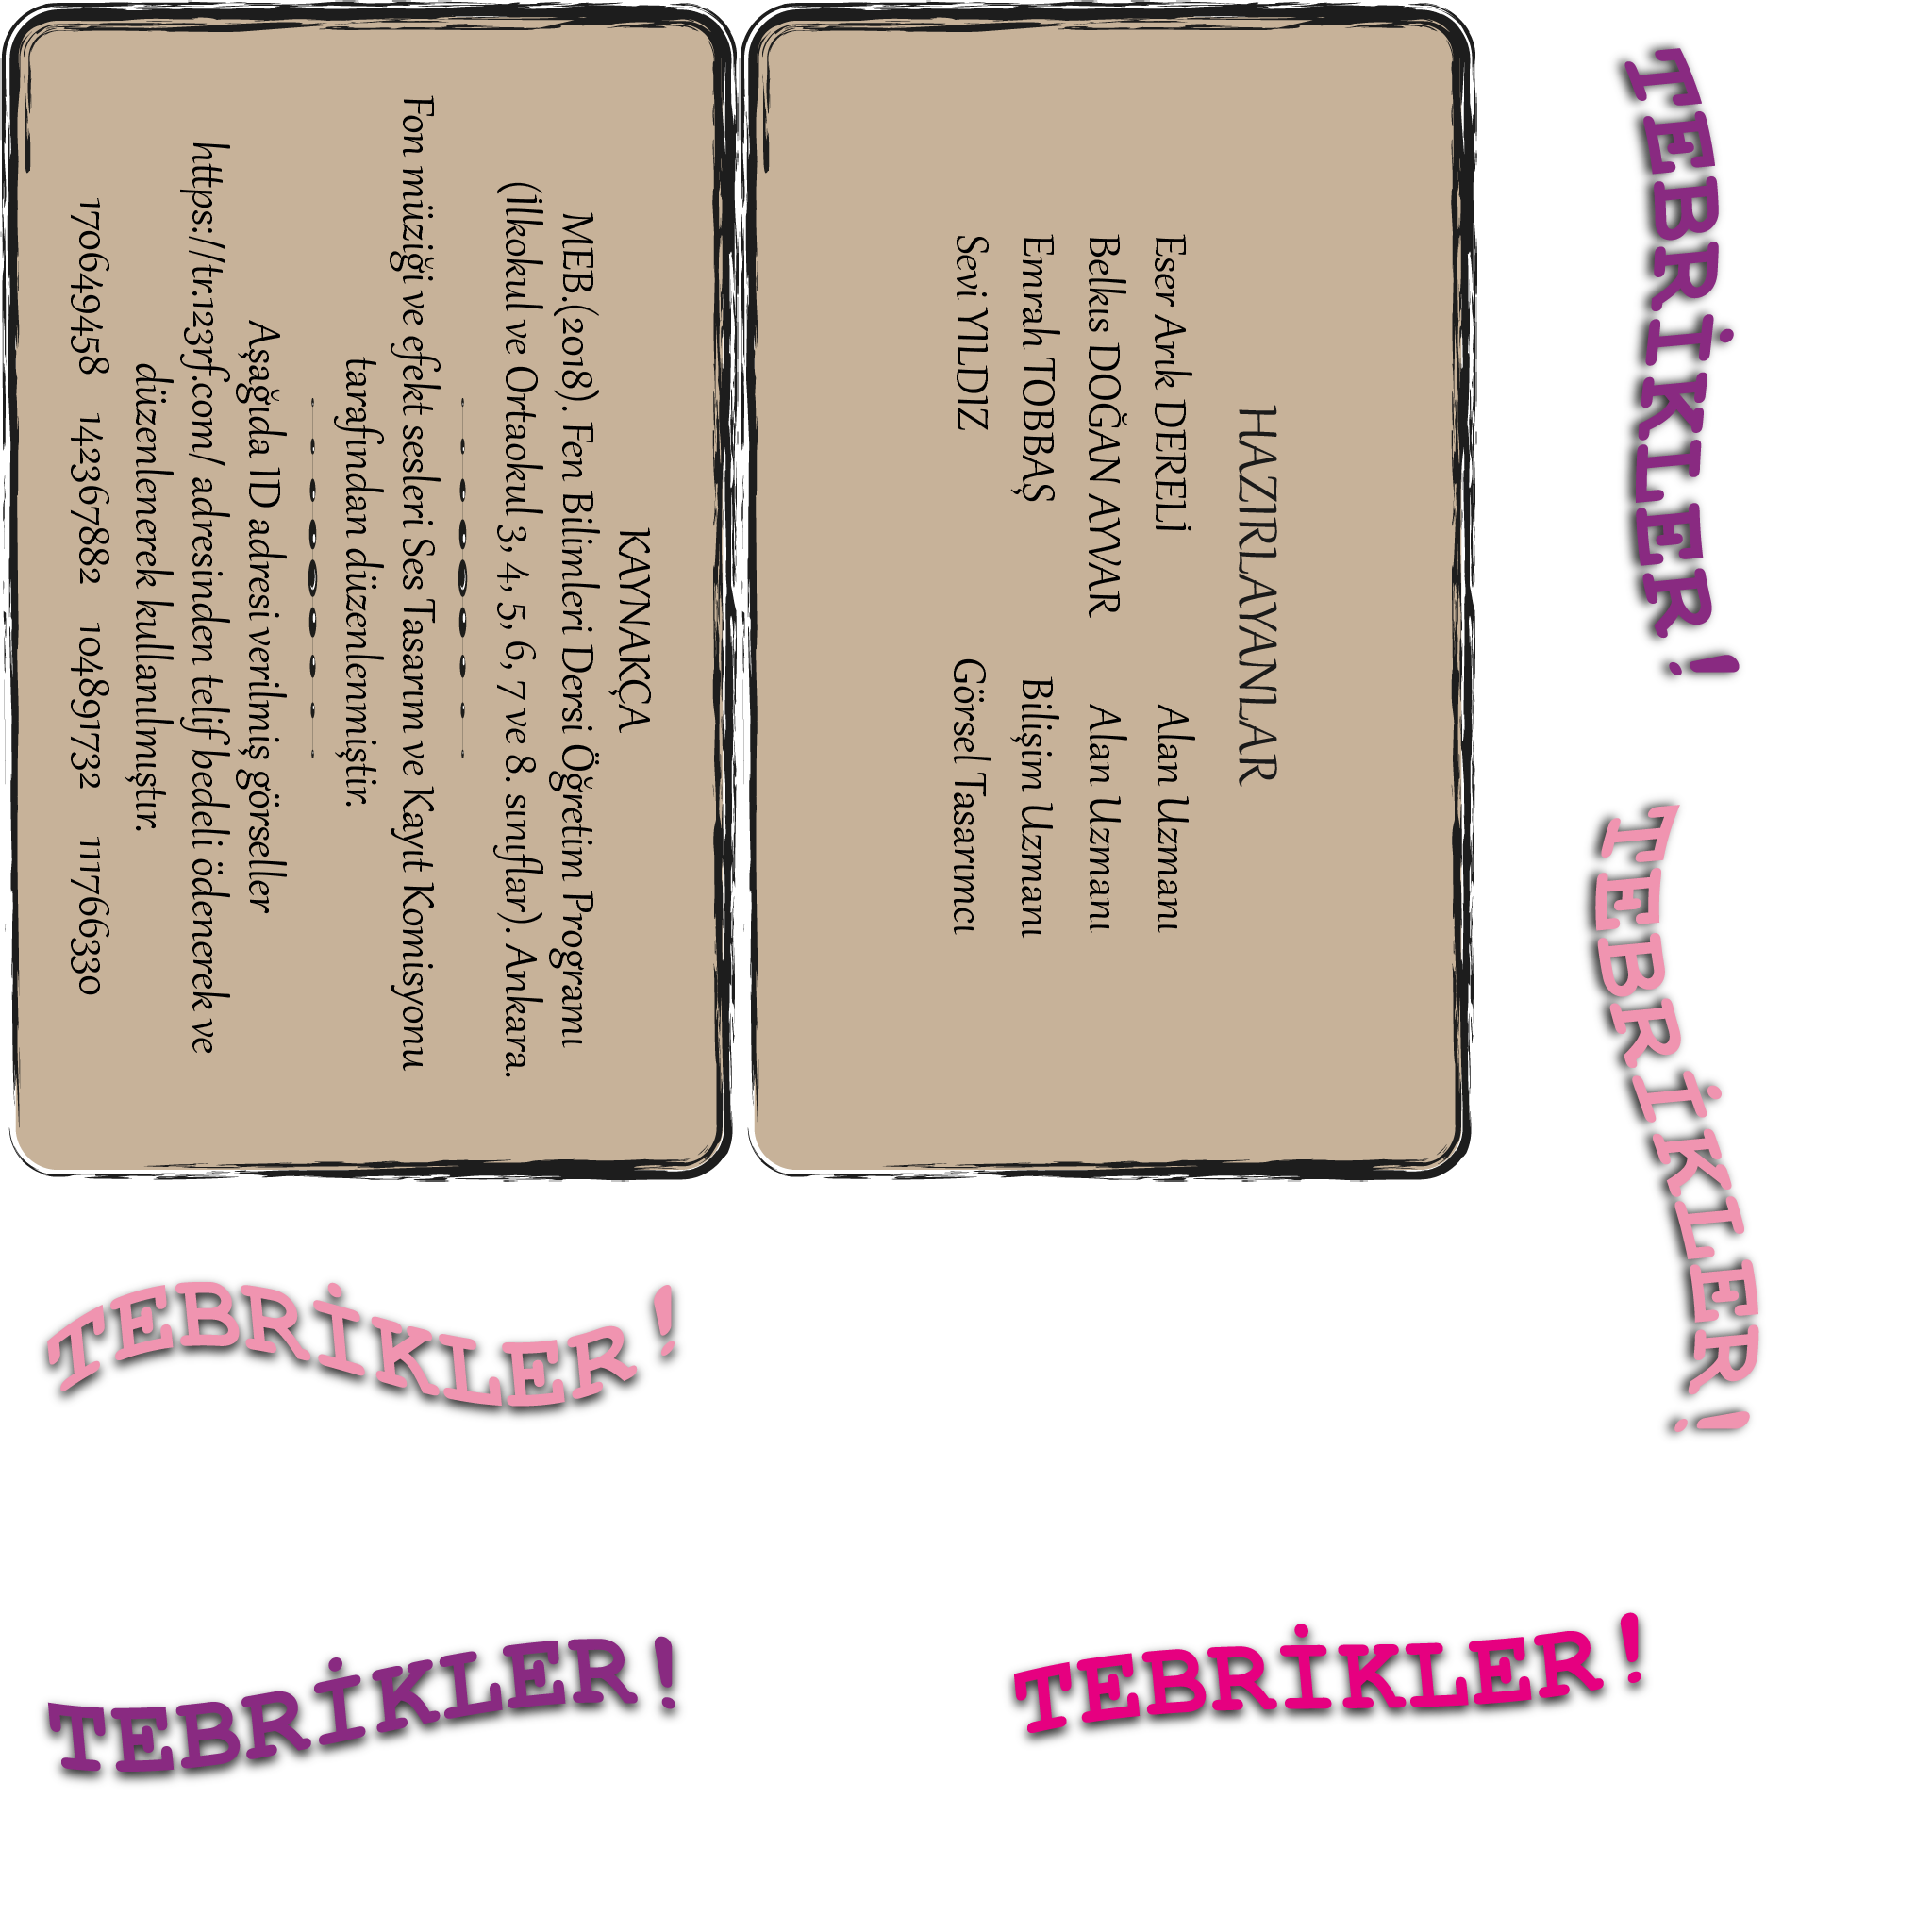 KAYNAKÇA
MEB.(2018). Fen Bilimleri Dersi Öğretim Programı
(İlkokul ve Ortaokul 3, 4, 5, 6, 7 ve 8. sınıflar). Ankara.
Fon müziği ve efekt sesleri Ses Tasarım ve Kayıt Komisyonu
tarafından düzenlenmiştir.
Aşağıda ID adresi verilmiş görseller
https://tr.123rf.com/ adresinden telif bedeli ödenerek ve
düzenlenerek kullanılmıştır.
170649458 142367882 104891732 111766330
HAZIRLAYANLAR
Eser Arık DERELİ Alan Uzmanı
Belkıs DOĞAN AYVAR Alan Uzmanı
Emrah TOBBAŞ Bilişim Uzmanı
Sevi YILDIZ Görsel Tasarımcı
TEBRİKLER!
TEBRİKLER!
TEBRİKLER!
TEBRİKLER!
TEBRİKLER!